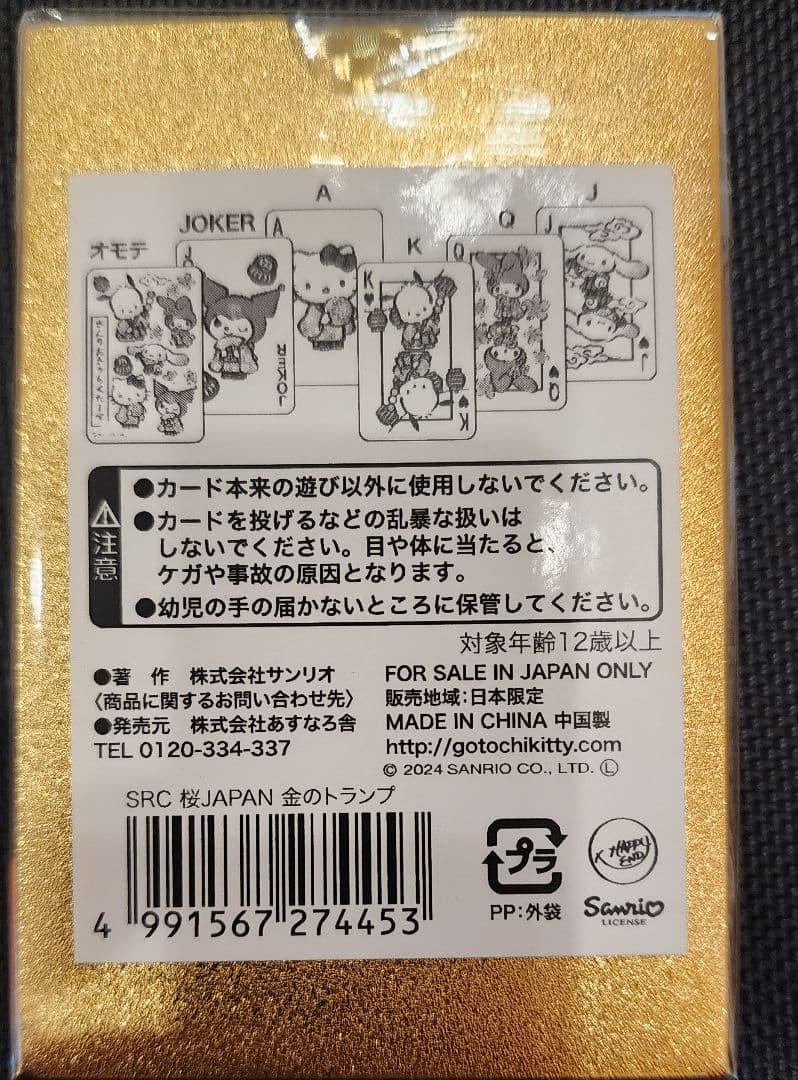 オモテ
JOKER
A
K
Q
J
A
K
Q
J
JOKER
K
Q
J
注意
●カード本来の遊び以外に使用しないでください。
●カードを投げるなどの乱暴な扱いは
しないでください。目や体に当たると、
ケガや事故の原因となります。
●幼児の手の届かないところに保管してください。
対象年齢12歳以上
●著 作 株式会社サンリオ
〈商品に関するお問い合わせ先〉
●発売元 株式会社あすなろ舎
TEL 0120-334-337
FOR SALE IN JAPAN ONLY
販売地域:日本限定
MADE IN CHINA 中国製
http://gotochikitty.com
© 2024 SANRIO CO., LTD. Ⓛ
SRC 桜JAPAN 金のトランプ
4 991567 274453
プラ
PP:外袋
HAPPY
END
Sanrio
LICENSE